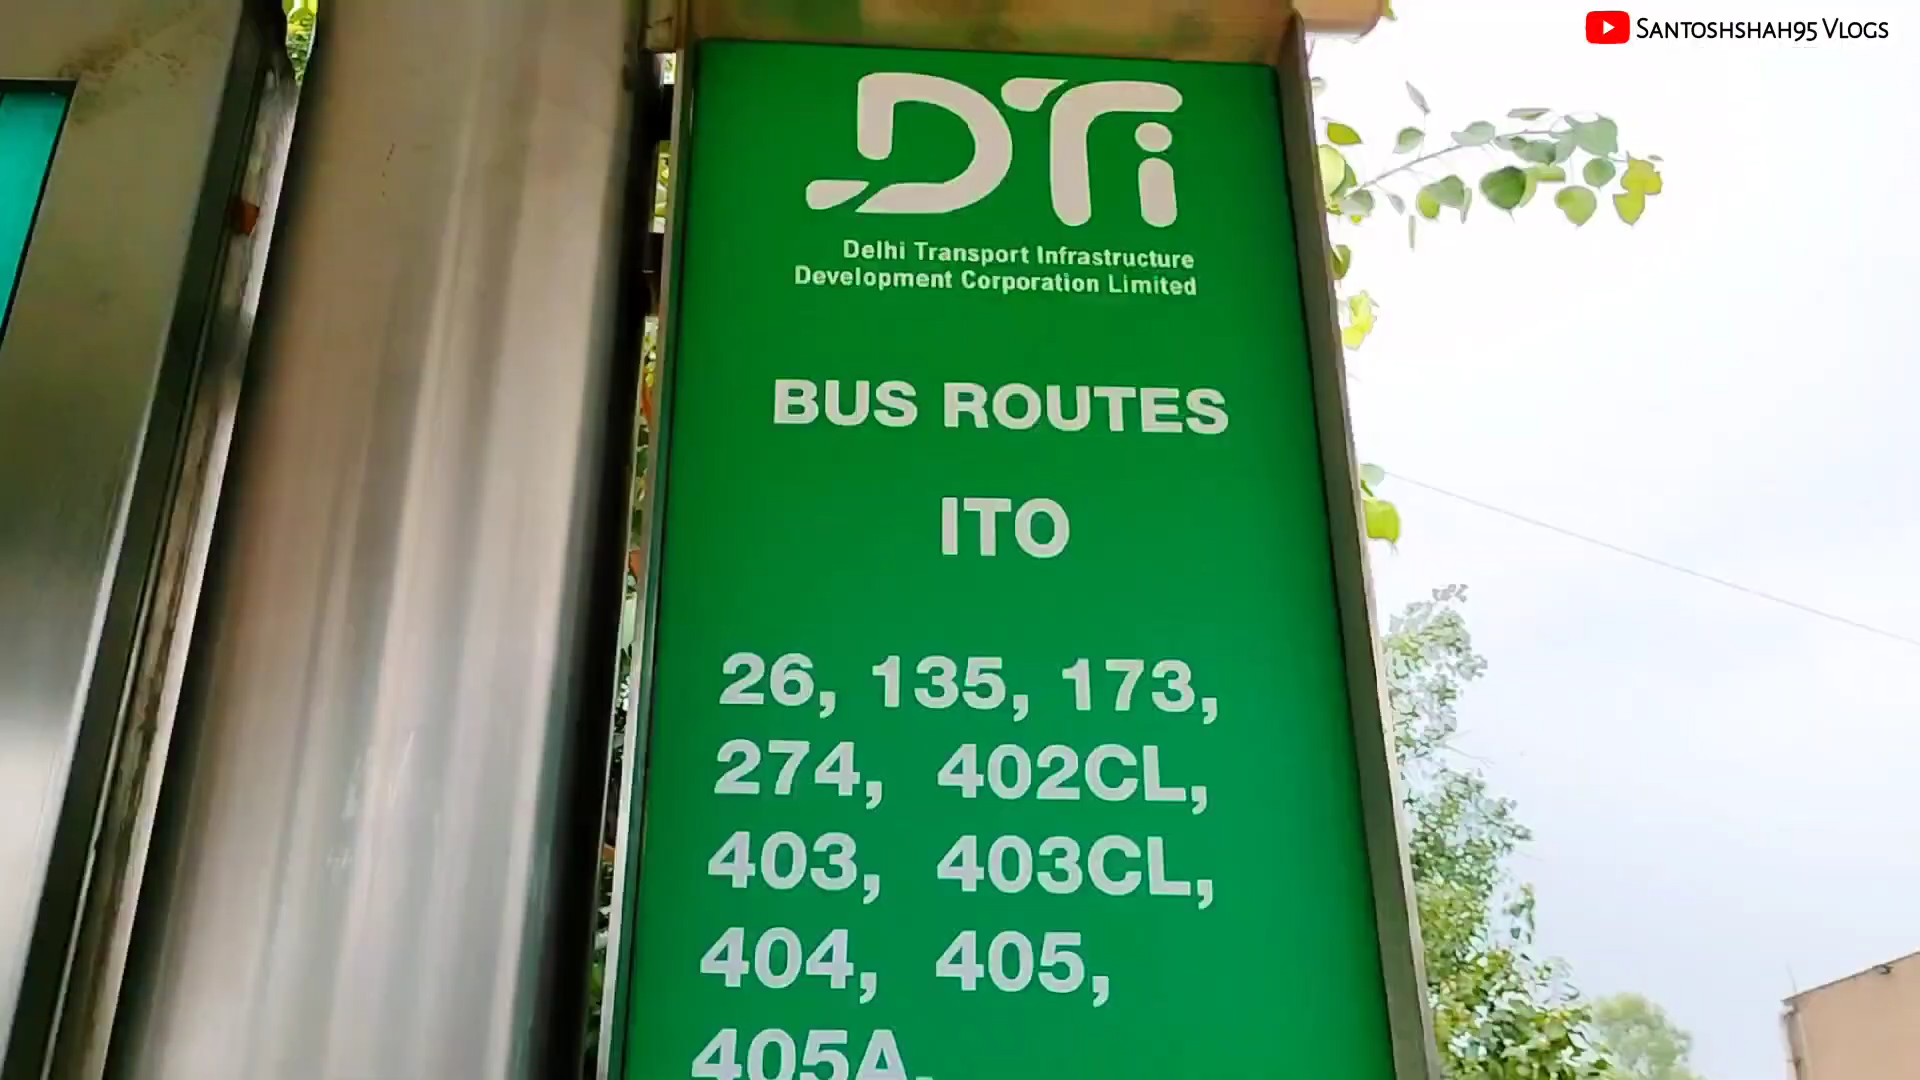 SANTOSHSHAH95 VLOGS
DTi
Delhi Transport Infrastructure
Development Corporation Limited
BUS ROUTES
ITO
26, 135, 173,
274, 402CL,
403, 403CL,
404, 405,
405A,